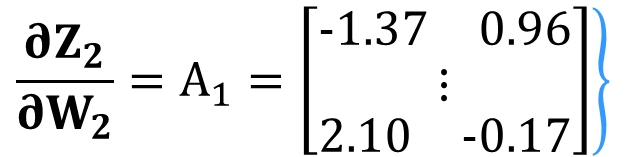 ∂Z₂/∂W₂ = A₁ = [-1.37 0.96
⋮
2.10 -0.17]}